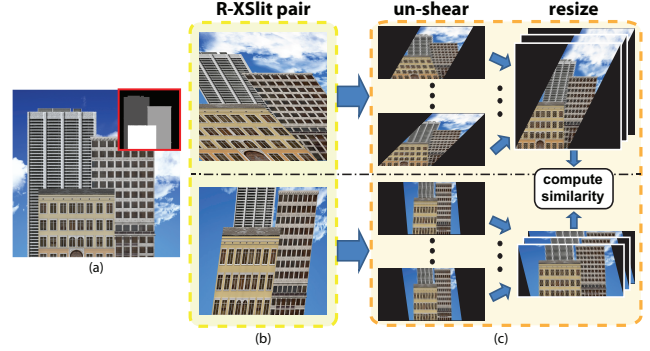 R-XSlit pair
un-shear
resize
compute
similarity
(a)
(b)
(c)